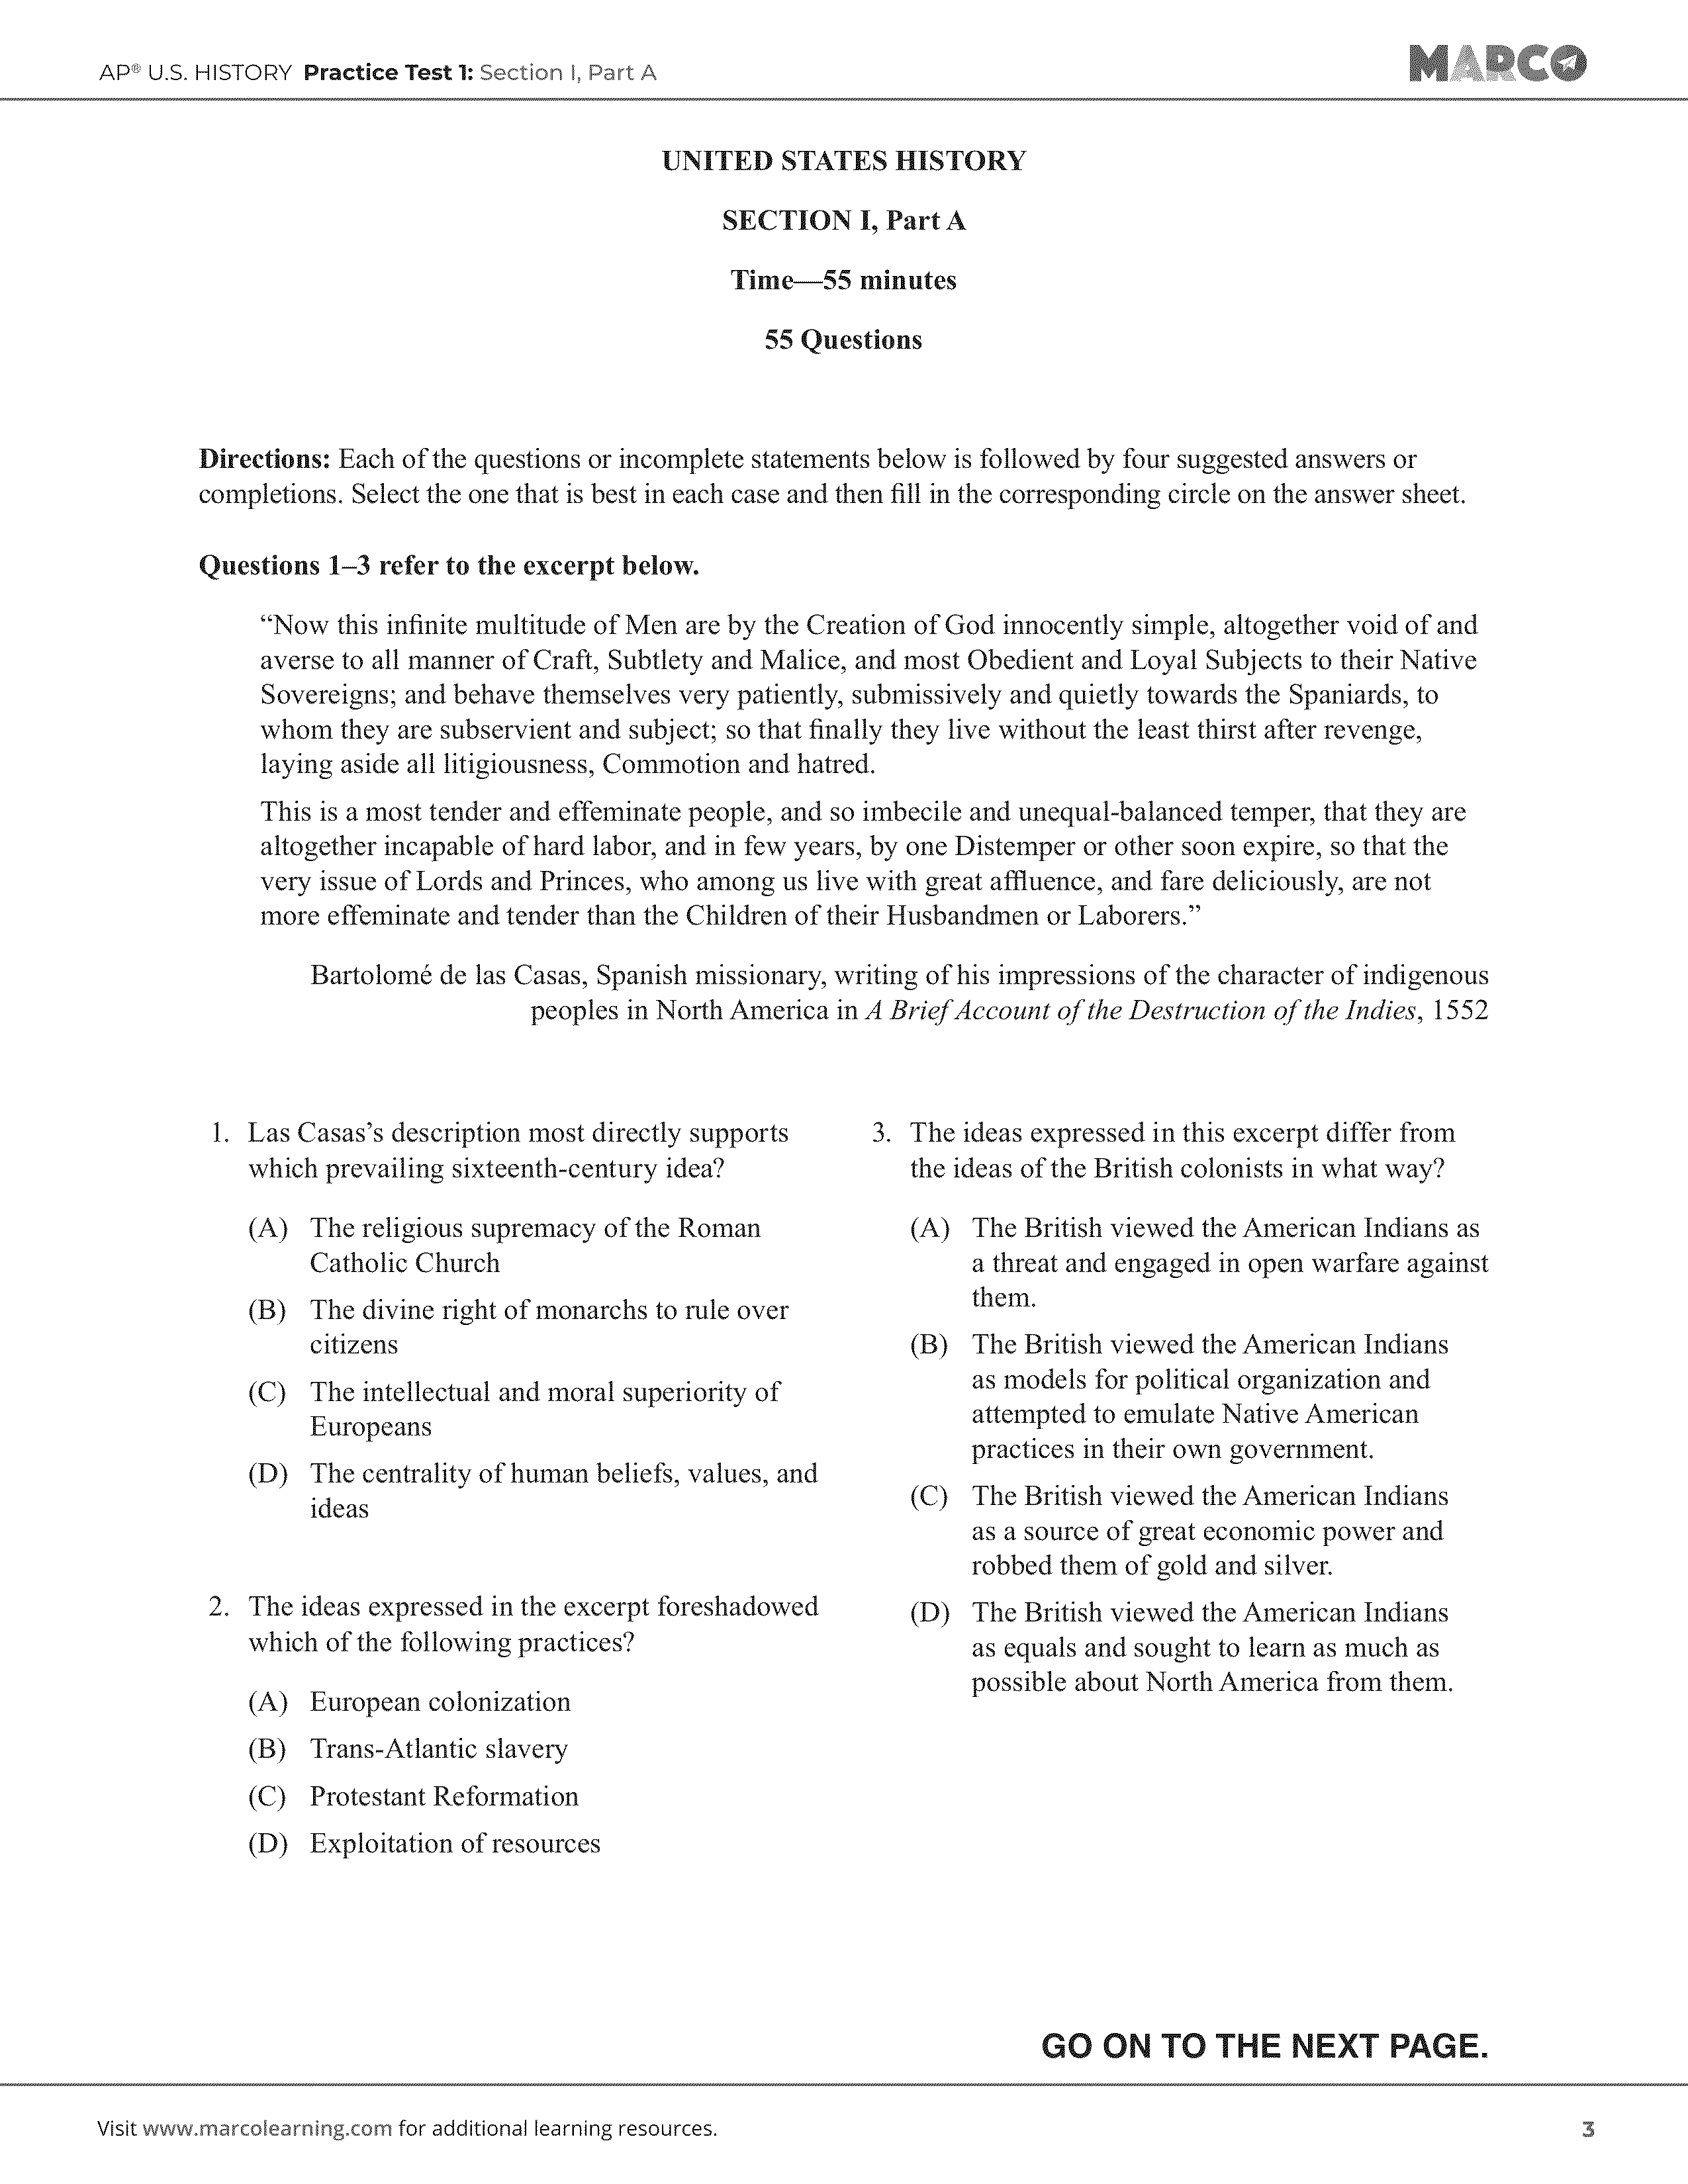 AP® U.S. HISTORY Practice Test 1: Section I, Part A
MARCO
UNITED STATES HISTORY
SECTION I, Part A
Time—55 minutes
55 Questions
Directions: Each of the questions or incomplete statements below is followed by four suggested answers or
completions. Select the one that is best in each case and then fill in the corresponding circle on the answer sheet.
Questions 1–3 refer to the excerpt below.
“Now this infinite multitude of Men are by the Creation of God innocently simple, altogether void of and
averse to all manner of Craft, Subtlety and Malice, and most Obedient and Loyal Subjects to their Native
Sovereigns; and behave themselves very patiently, submissively and quietly towards the Spaniards, to
whom they are subservient and subject; so that finally they live without the least thirst after revenge,
laying aside all litigiousness, Commotion and hatred.
This is a most tender and effeminate people, and so imbecile and unequal-balanced temper, that they are
altogether incapable of hard labor, and in few years, by one Distemper or other soon expire, so that the
very issue of Lords and Princes, who among us live with great affluence, and fare deliciously, are not
more effeminate and tender than the Children of their Husbandmen or Laborers.”
Bartolomé de las Casas, Spanish missionary, writing of his impressions of the character of indigenous
peoples in North America in A Brief Account of the Destruction of the Indies, 1552
1. Las Casas’s description most directly supports
which prevailing sixteenth-century idea?
(A) The religious supremacy of the Roman
Catholic Church
(B) The divine right of monarchs to rule over
citizens
(C) The intellectual and moral superiority of
Europeans
(D) The centrality of human beliefs, values, and
ideas
2. The ideas expressed in the excerpt foreshadowed
which of the following practices?
(A) European colonization
(B) Trans-Atlantic slavery
(C) Protestant Reformation
(D) Exploitation of resources
3. The ideas expressed in this excerpt differ from
the ideas of the British colonists in what way?
(A) The British viewed the American Indians as
a threat and engaged in open warfare against
them.
(B) The British viewed the American Indians
as models for political organization and
attempted to emulate Native American
practices in their own government.
(C) The British viewed the American Indians
as a source of great economic power and
robbed them of gold and silver.
(D) The British viewed the American Indians
as equals and sought to learn as much as
possible about North America from them.
GO ON TO THE NEXT PAGE.
Visit www.marcolearning.com for additional learning resources.
3